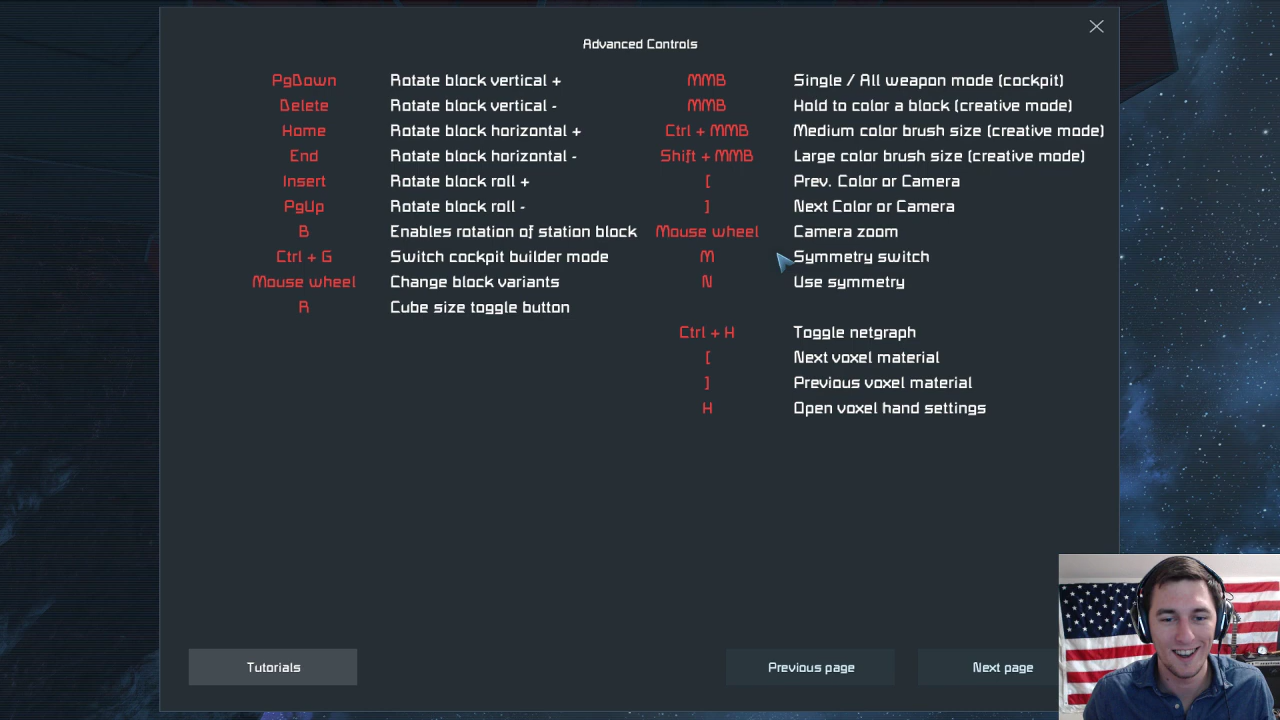 Advanced Controls
PgDown Rotate block vertical +
Delete Rotate block vertical -
Home Rotate block horizontal +
End Rotate block horizontal -
Insert Rotate block roll +
PgUp Rotate block roll -
B Enables rotation of station block
Ctrl + G Switch cockpit builder mode
Mouse wheel Change block variants
R Cube size toggle button
MMB Single / All weapon mode (cockpit)
MMB Hold to color a block (creative mode)
Ctrl + MMB Medium color brush size (creative mode)
Shift + MMB Large color brush size (creative mode)
[ Prev. Color or Camera
] Next Color or Camera
Mouse wheel Camera zoom
M Symmetry switch
N Use symmetry
Ctrl + H Toggle netgraph
[ Next voxel material
] Previous voxel material
H Open voxel hand settings
Tutorials
Previous page
Next page